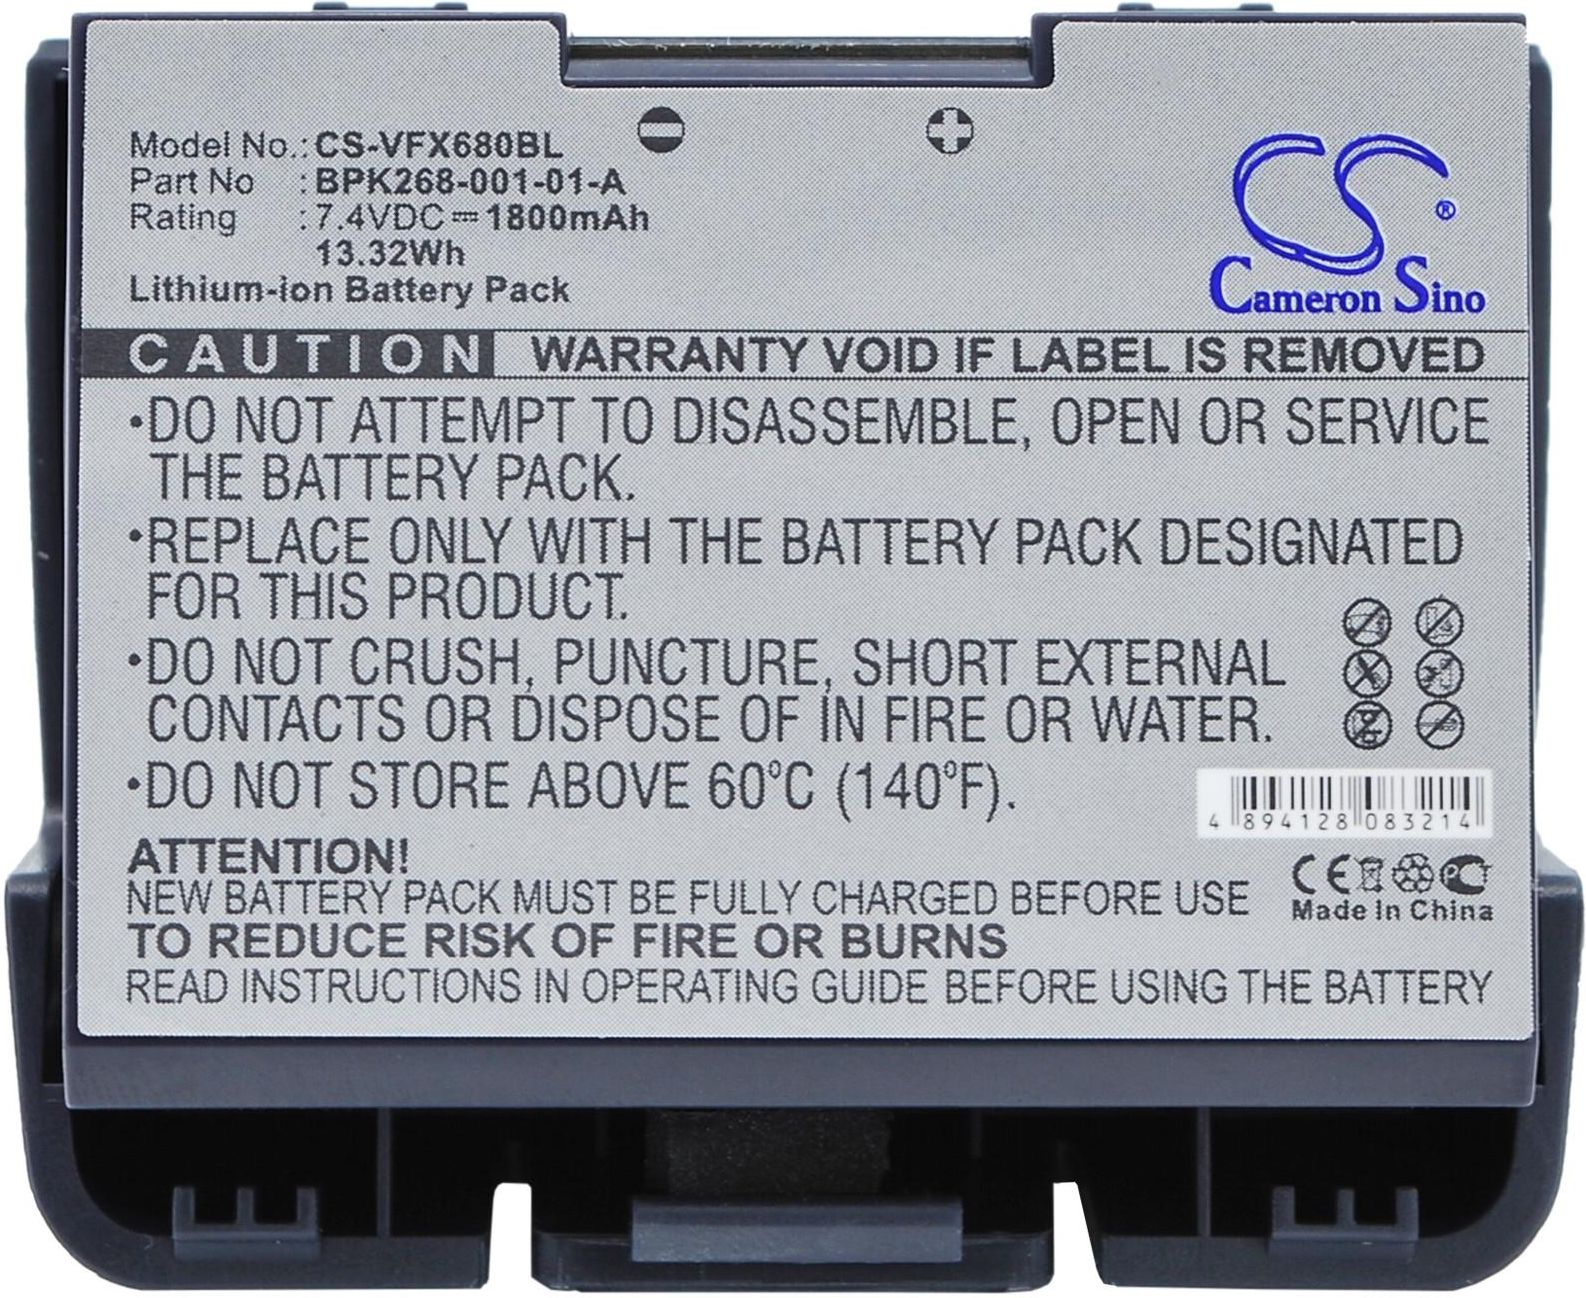 Model No.: CS-VFX680BL
Part No : BPK268-001-01-A
Rating : 7.4VDC⎓1800mAh
13.32Wh
Lithium-ion Battery Pack
CS®
Cameron Sino
CAUTION WARRANTY VOID IF LABEL IS REMOVED
•DO NOT ATTEMPT TO DISASSEMBLE, OPEN OR SERVICE
THE BATTERY PACK.
•REPLACE ONLY WITH THE BATTERY PACK DESIGNATED
FOR THIS PRODUCT.
•DO NOT CRUSH, PUNCTURE, SHORT EXTERNAL
CONTACTS OR DISPOSE OF IN FIRE OR WATER.
•DO NOT STORE ABOVE 60°C (140°F).
4 894128 083214
ATTENTION!
NEW BATTERY PACK MUST BE FULLY CHARGED BEFORE USE
TO REDUCE RISK OF FIRE OR BURNS
READ INSTRUCTIONS IN OPERATING GUIDE BEFORE USING THE BATTERY
CE PC
Made in China